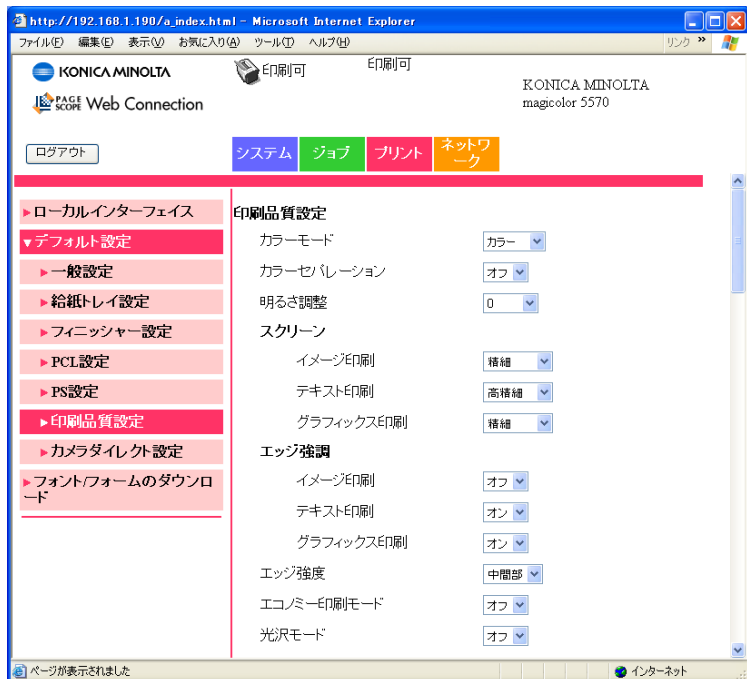 http://192.168.1.190/a_index.html - Microsoft Internet Explorer
ファイル(F) 編集(E) 表示(V) お気に入り(A) ツール(T) ヘルプ(H) リンク »
KONICA MINOLTA
印刷可
印刷可
KONICA MINOLTA
magicolor 5570
PAGE SCOPE Web Connection
ログアウト
システム
ジョブ
プリント
ネットワ
ーク
ローカルインターフェイス
デフォルト設定
一般設定
給紙トレイ設定
フィニッシャー設定
PCL設定
PS設定
印刷品質設定
カメラダイレクト設定
フォント/フォームのダウンロ
ード
印刷品質設定
カラーモード カラー
カラーセパレーション オフ
明るさ調整 0
スクリーン
イメージ印刷 精細
テキスト印刷 高精細
グラフィックス印刷 精細
エッジ強調
イメージ印刷 オフ
テキスト印刷 オン
グラフィックス印刷 オン
エッジ強度 中間部
エコノミー印刷モード オフ
光沢モード オフ
ページが表示されました
インターネット